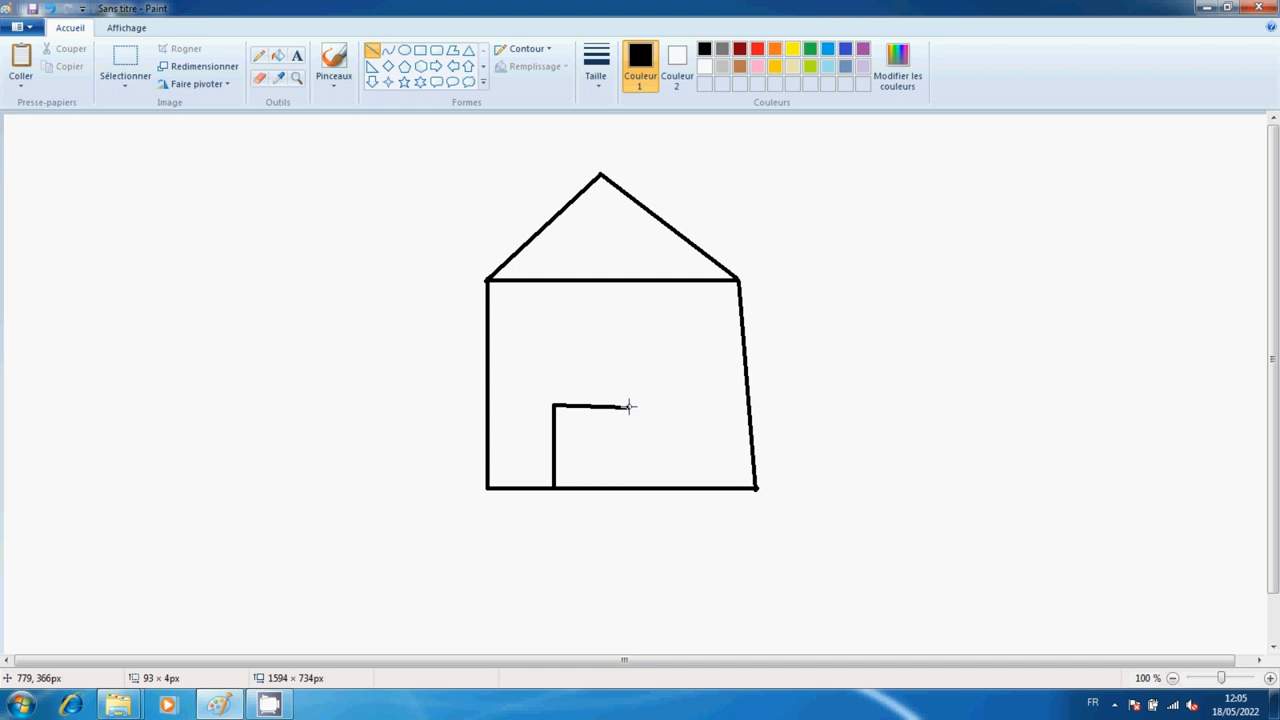 Sans titre - Paint
Accueil
Affichage
Coller
Couper
Copier
Presse-papiers
Sélectionner
Rogner
Redimensionner
Faire pivoter
Image
A
Outils
Pinceaux
Formes
Contour
Remplissage
Taille
Couleur 1
Couleur 2
Couleurs
Modifier les couleurs
779, 366px
93 × 4px
1594 × 734px
100 %
FR
12:05
18/05/2022